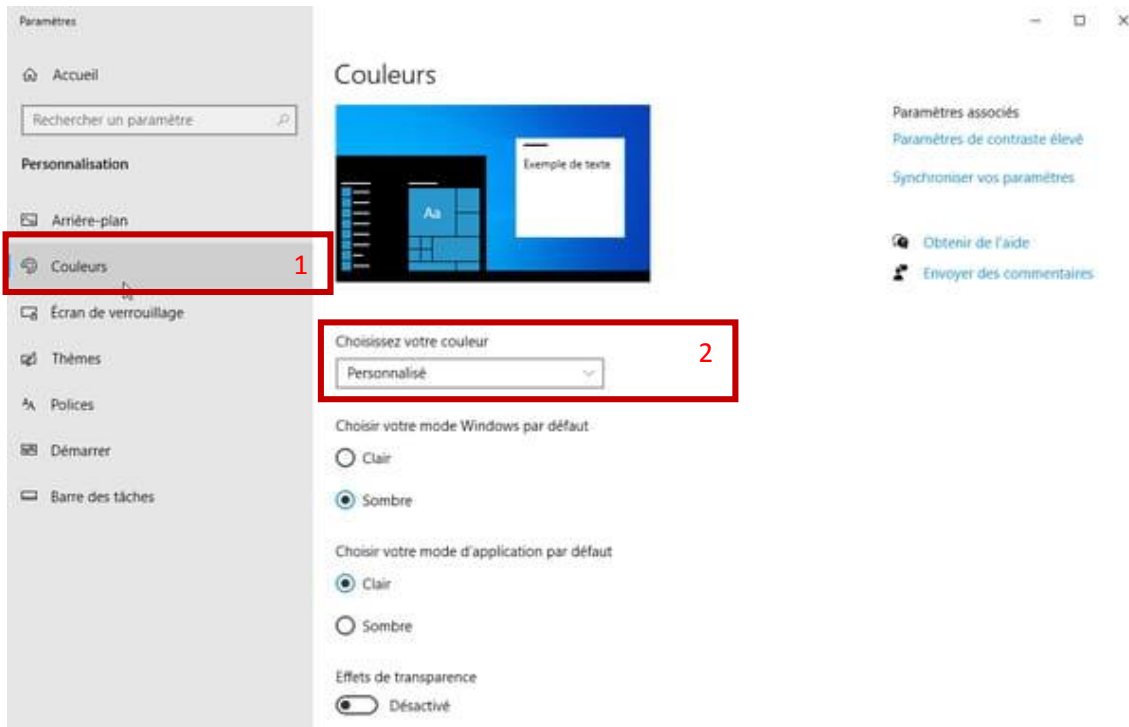 Paramètres
Accueil
Rechercher un paramètre
Personnalisation
Arrière-plan
Couleurs
1
Écran de verrouillage
Thèmes
Polices
Démarrer
Barre des tâches
Couleurs
Exemple de texte
Aa
Choisissez votre couleur
2
Personnalisé
Choisir votre mode Windows par défaut
Clair
Sombre
Choisir votre mode d'application par défaut
Clair
Sombre
Effets de transparence
Désactivé
Paramètres associés
Paramètres de contraste élevé
Synchroniser vos paramètres
Obtenir de l'aide
Envoyer des commentaires